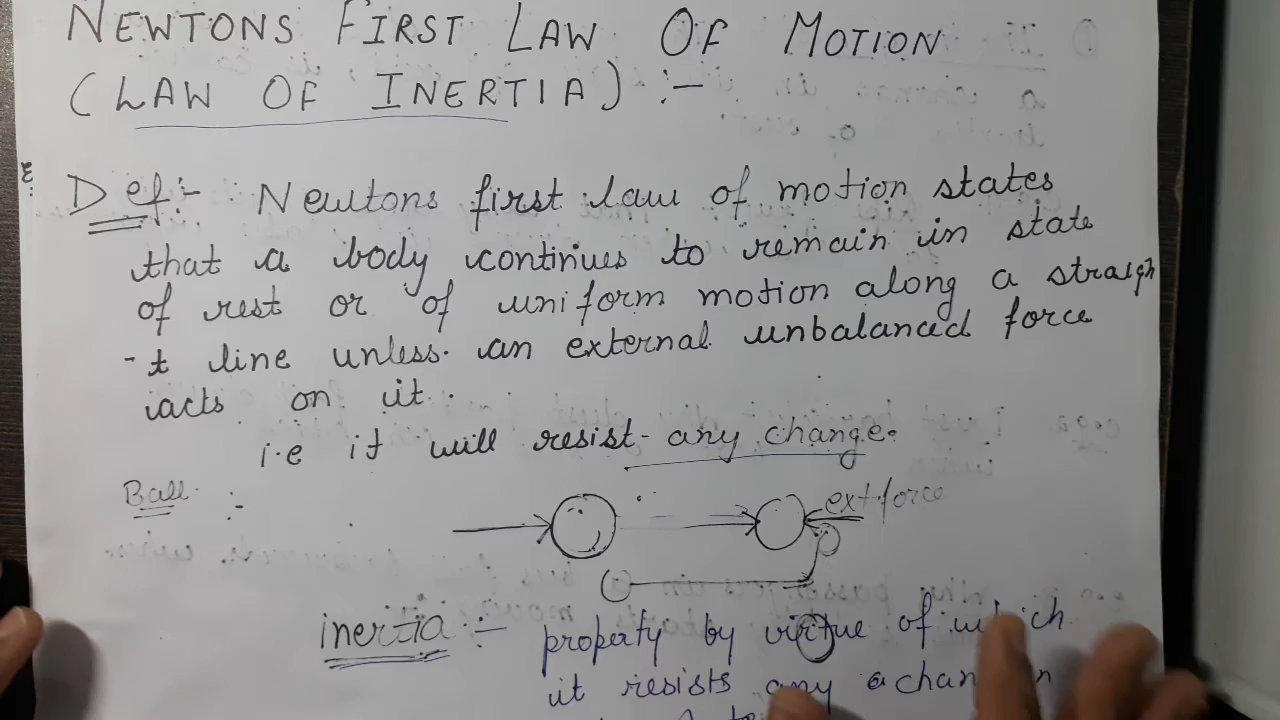 NEWTONS FIRST LAW OF MOTION
(LAW OF INERTIA) :-
Def:- Newtons first law of motion states
that a body continues to remain in state
of rest or of uniform motion along a straigh
-t line unless an external unbalanced force
acts on it.
i.e it will resist any change.
Ball :-
ext. force
inertia :- property by virtue of which
it resists any a chan